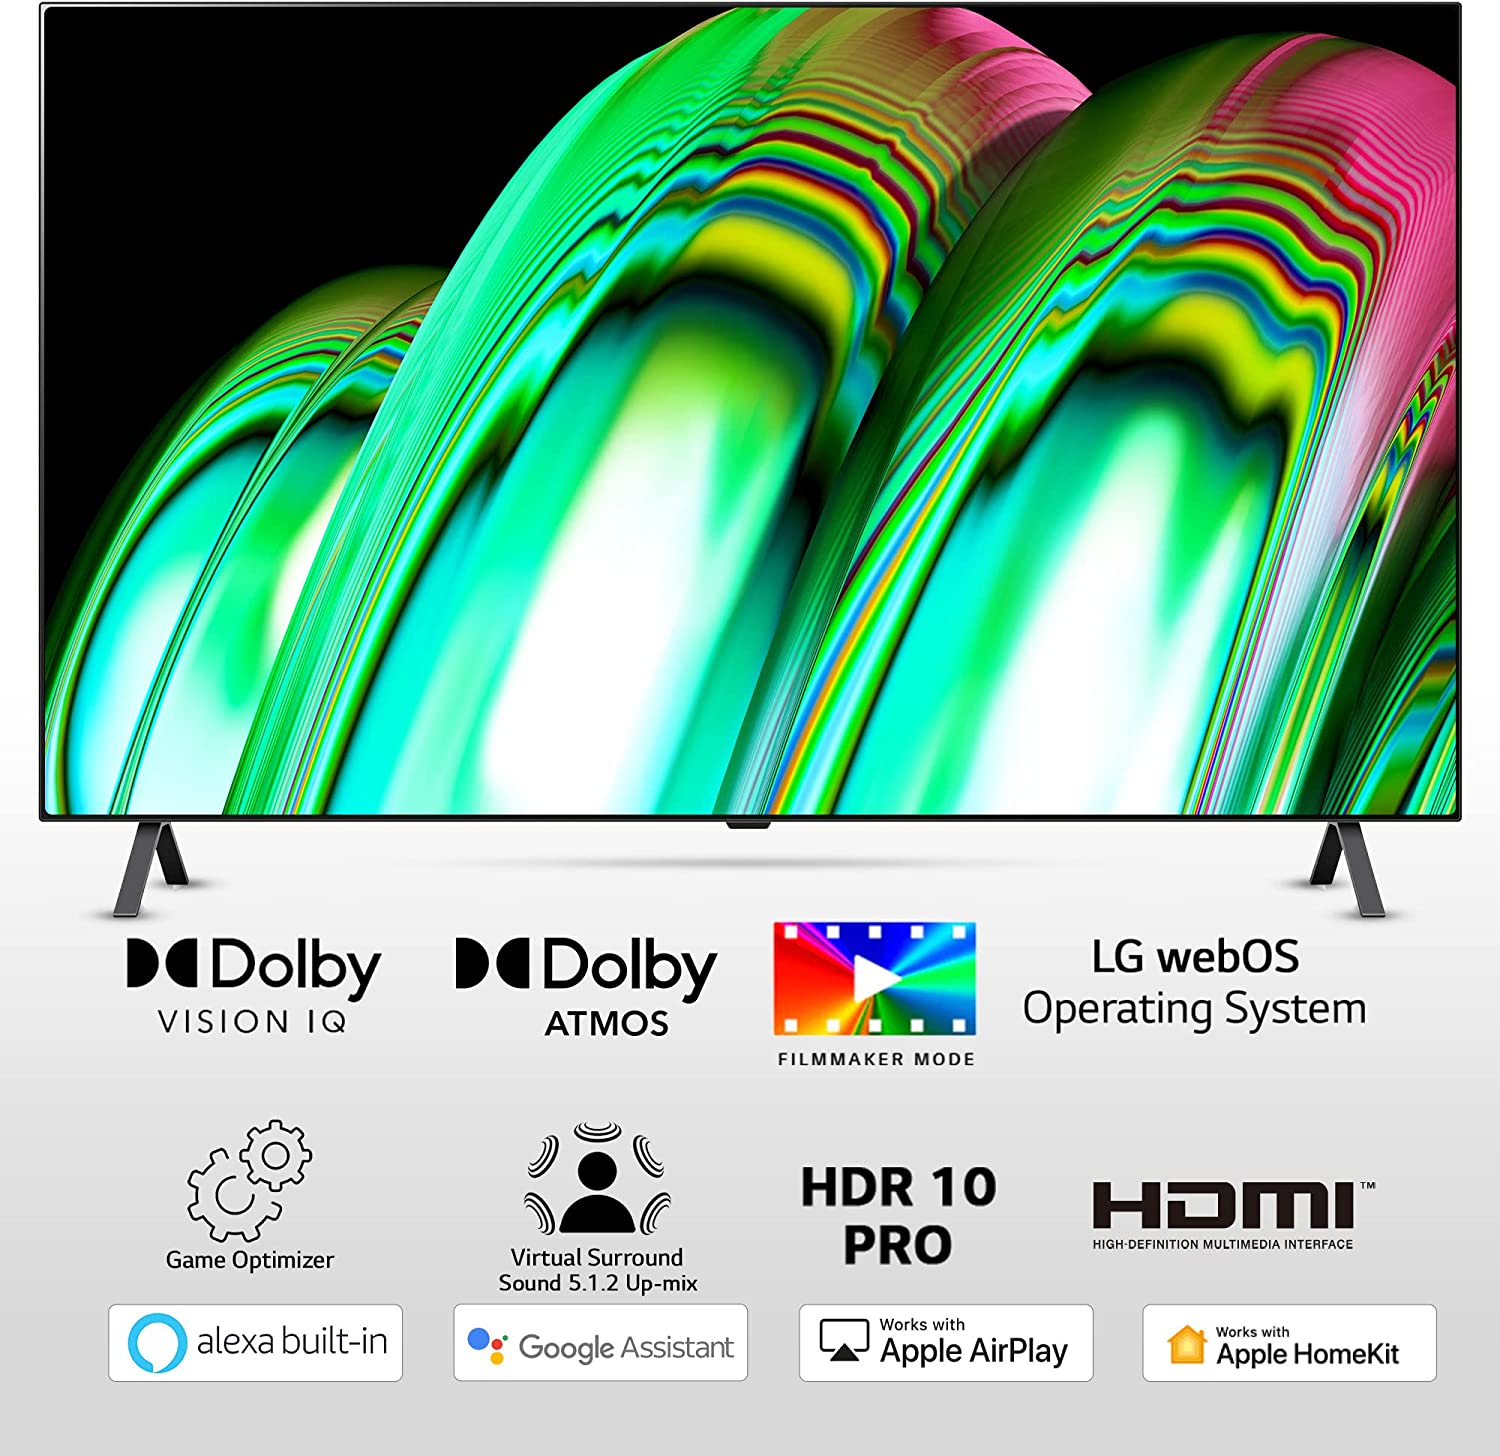 Dolby
VISION IQ
Dolby
ATMOS
FILMMAKER MODE
LG webOS
Operating System
Game Optimizer
Virtual Surround
Sound 5.1.2 Up-mix
HDR 10
PRO
HDMI™
HIGH-DEFINITION MULTIMEDIA INTERFACE
alexa built-in
Google Assistant
Works with
Apple AirPlay
Works with
Apple HomeKit